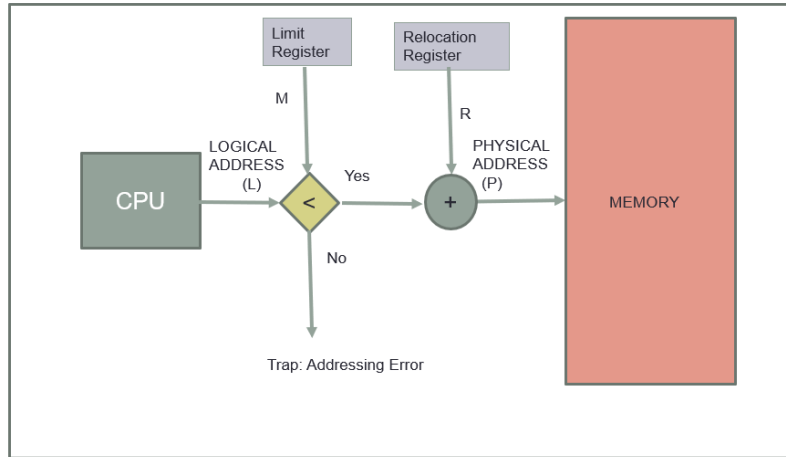 Limit
Register
Relocation
Register
M
R
LOGICAL
ADDRESS
(L)
PHYSICAL
ADDRESS
(P)
Yes
CPU
<
+
MEMORY
No
Trap: Addressing Error